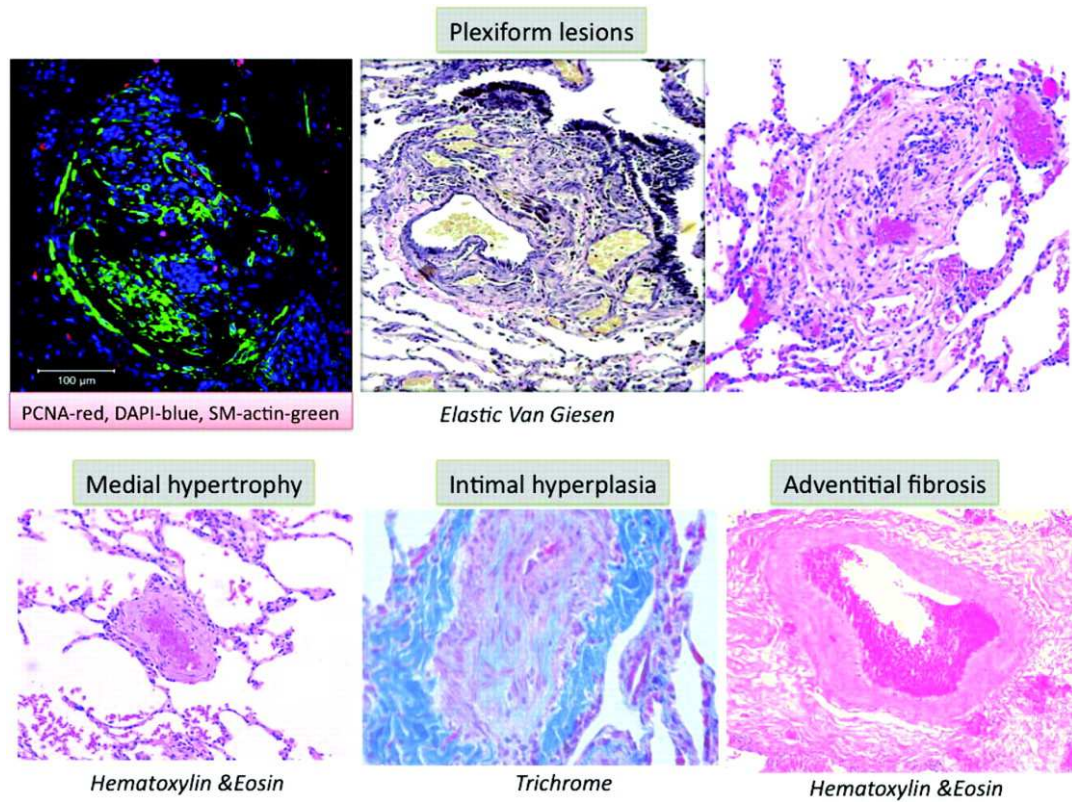 Plexiform lesions
100 μm
PCNA-red, DAPI-blue, SM-actin-green
Elastic Van Giesen
Medial hypertrophy
Intimal hyperplasia
Adventitial fibrosis
Hematoxylin &Eosin
Trichrome
Hematoxylin &Eosin